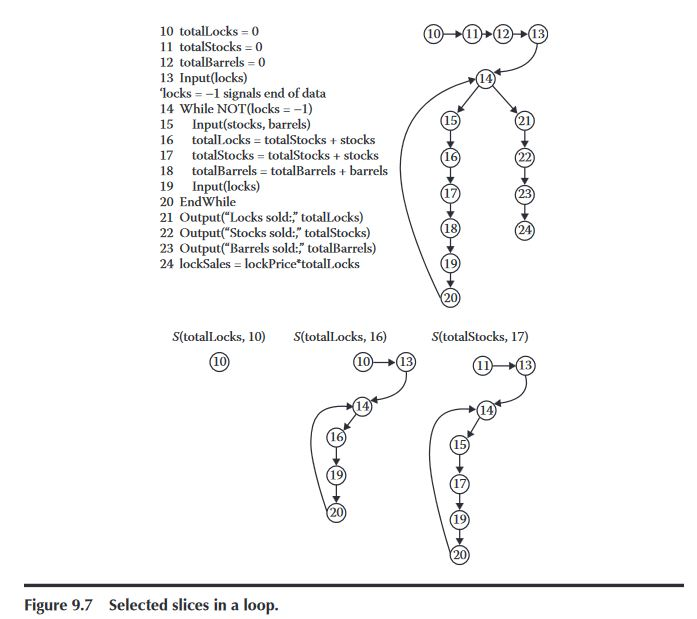 10 totalLocks = 0
11 totalStocks = 0
12 totalBarrels = 0
13 Input(locks)
‘locks = −1 signals end of data
14 While NOT(locks = −1)
15 Input(stocks, barrels)
16 totalLocks = totalStocks + stocks
17 totalStocks = totalStocks + stocks
18 totalBarrels = totalBarrels + barrels
19 Input(locks)
20 EndWhile
21 Output(“Locks sold:,” totalLocks)
22 Output(“Stocks sold:,” totalStocks)
23 Output(“Barrels sold:,” totalBarrels)
24 lockSales = lockPrice*totalLocks
10 11 12 13
14
15 21
16 22
17 23
18 24
19
20
S(totalLocks, 10) S(totalLocks, 16) S(totalStocks, 17)
10 10 13 11 13
14 14
16 15
19 17
20 19
20
Figure 9.7 Selected slices in a loop.